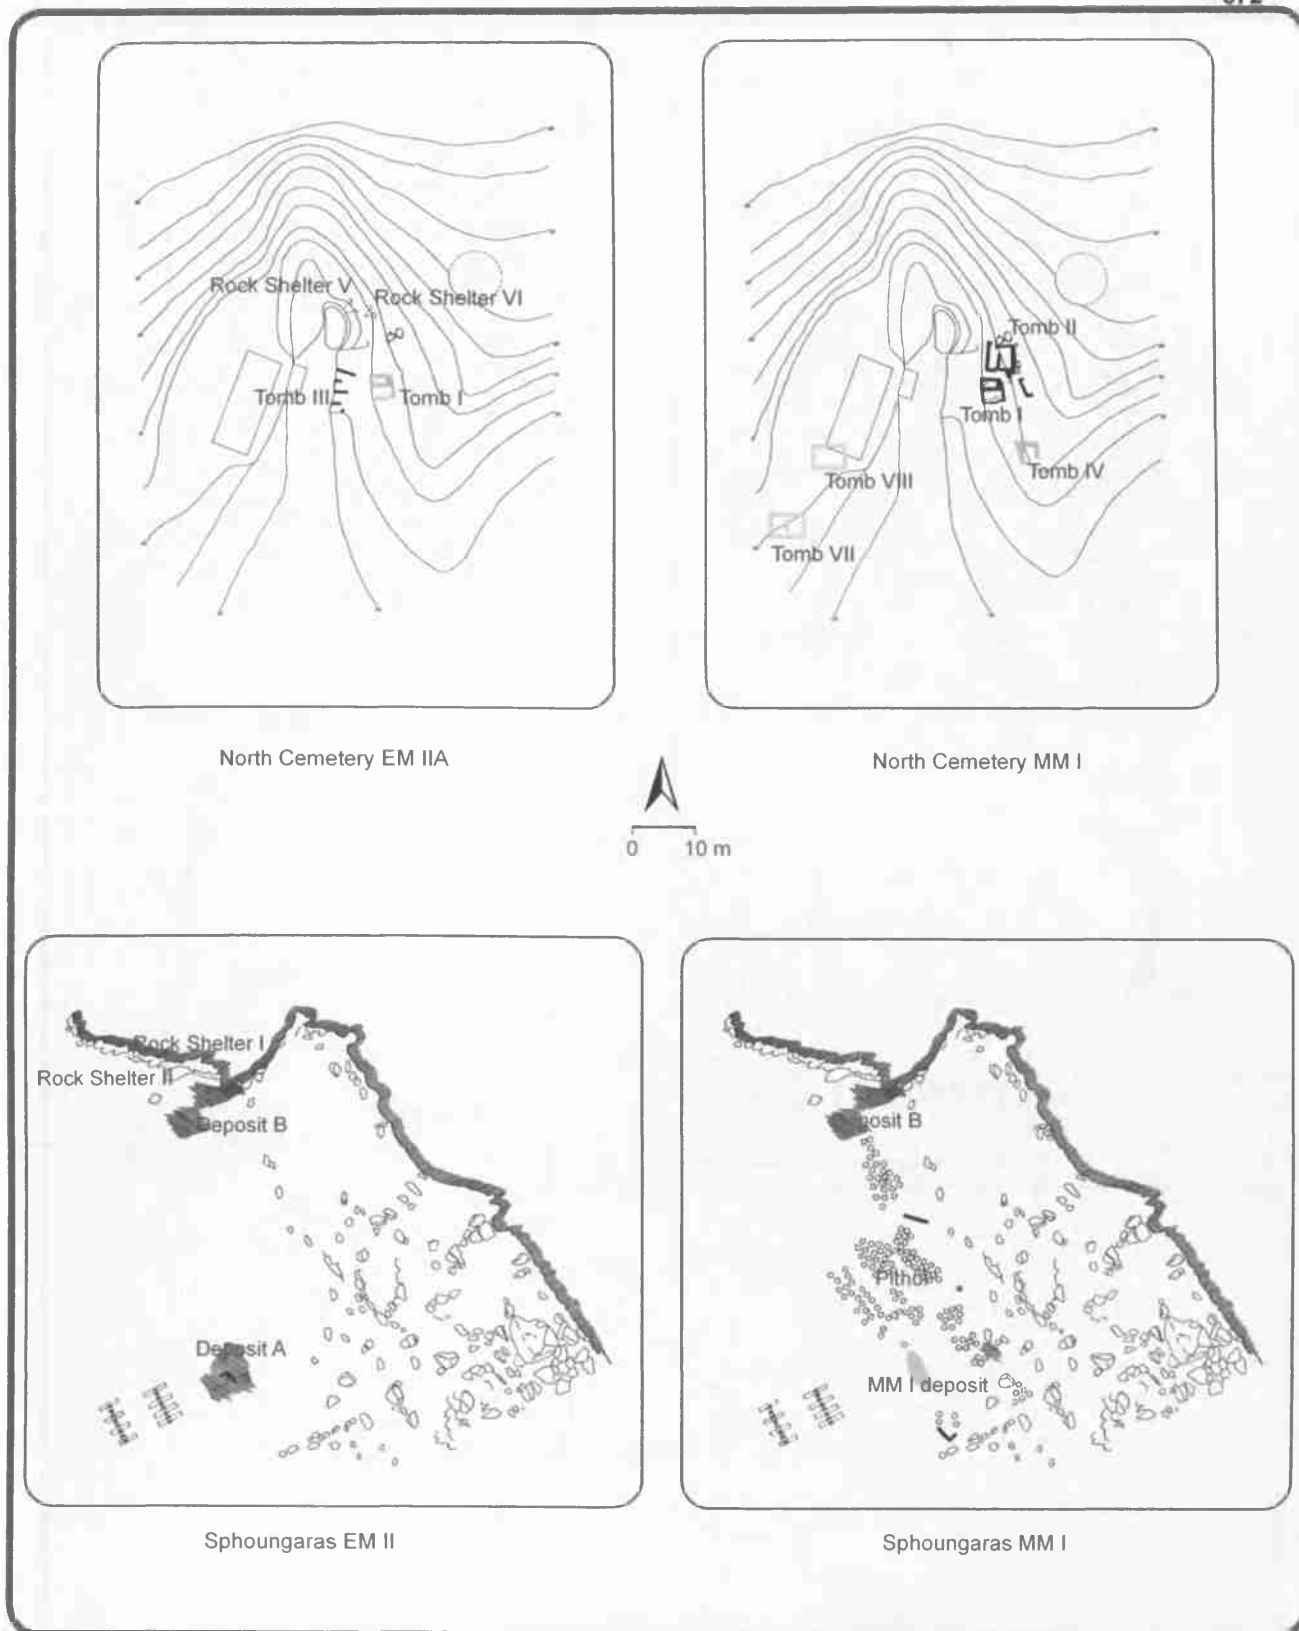 Rock Shelter V
Rock Shelter VI
Tomb III
Tomb I
North Cemetery EM IIA
Tomb II
Tomb I
Tomb IV
Tomb VIII
Tomb VII
North Cemetery MM I
0 10 m
Rock Shelter I
Rock Shelter II
Deposit B
Deposit A
Sphoungaras EM II
Deposit B
Pithoi
MM I deposit
Sphoungaras MM I